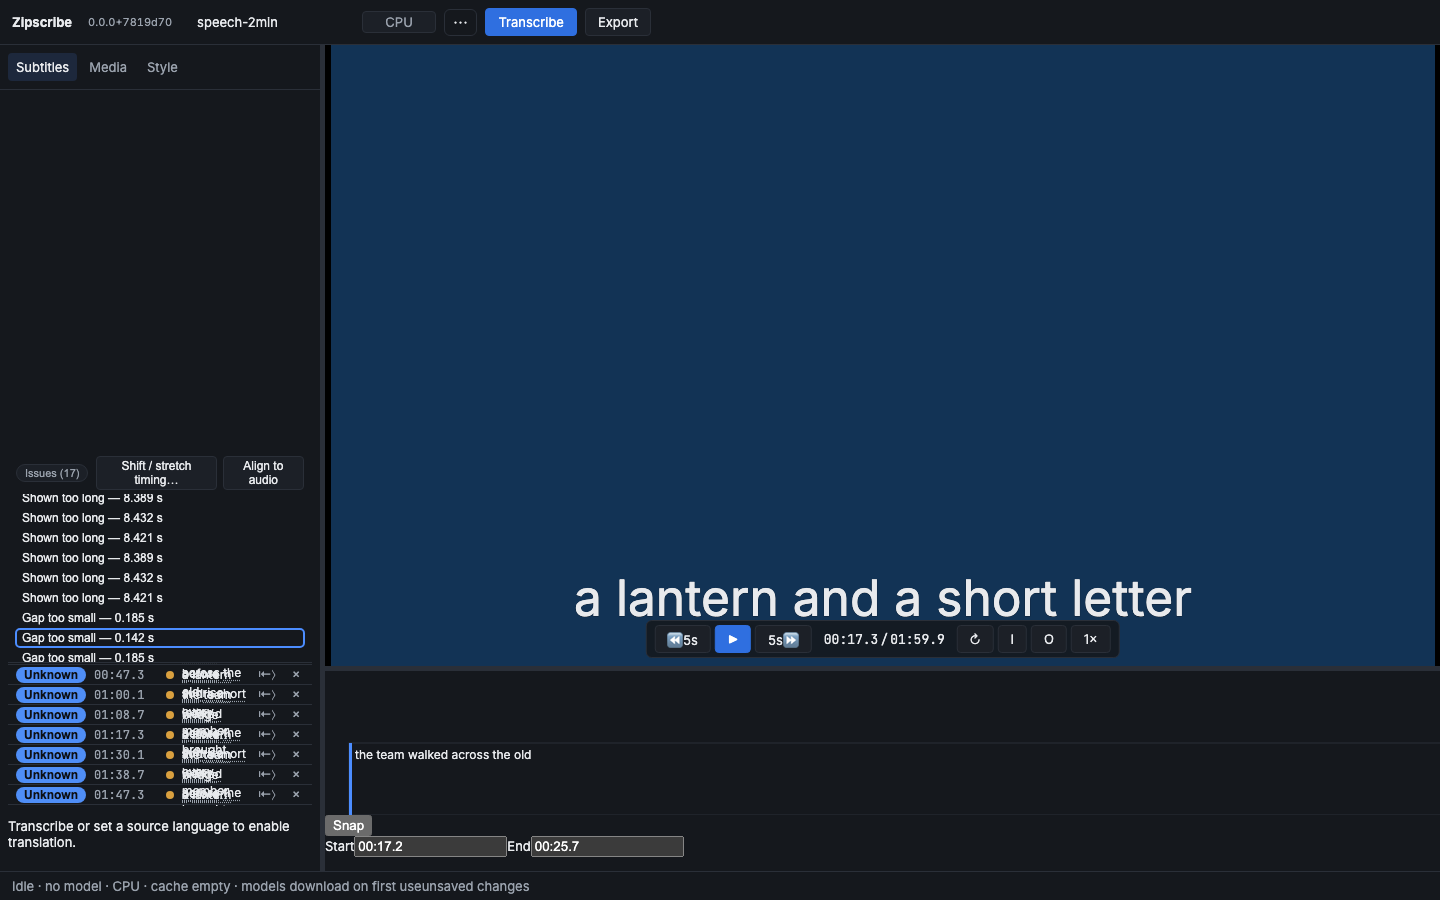 Zipscribe 0.0.0+7819d70 speech-2min CPU ... Transcribe Export
Subtitles Media Style
a lantern and a short letter
Issues (17) Shift / stretch timing… Align to audio
Shown too long — 8.389 s
Shown too long — 8.432 s
Shown too long — 8.421 s
Shown too long — 8.389 s
Shown too long — 8.432 s
Shown too long — 8.421 s
Gap too small — 0.185 s
Gap too small — 0.142 s
Gap too small — 0.185 s
5s 5s 00:17.3 / 01:59.9 I O 1×
Unknown 00:47.3 ×
Unknown 01:00.1 ×
Unknown 01:08.7 ×
Unknown 01:17.3 ×
Unknown 01:30.1 ×
Unknown 01:38.7 ×
Unknown 01:47.3 ×
the team walked across the old
Snap
Start 00:17.2 End 00:25.7
Transcribe or set a source language to enable
translation.
Idle · no model · CPU · cache empty · models download on first useunsaved changes